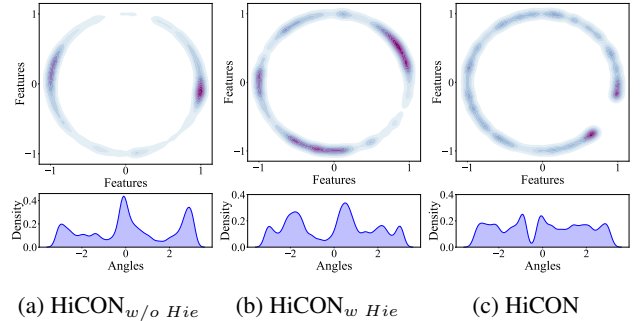 1
0
−1
Features
−1 0 1
Features
0.4
0.2
0.0
Density
−2 0 2
Angles
(a) HiCON w/o Hie
1
0
−1
Features
−1 0 1
Features
0.4
0.2
0.0
Density
−2 0 2
Angles
(b) HiCON w Hie
1
0
−1
Features
−1 0 1
Features
0.4
0.2
0.0
Density
−2 0 2
Angles
(c) HiCON